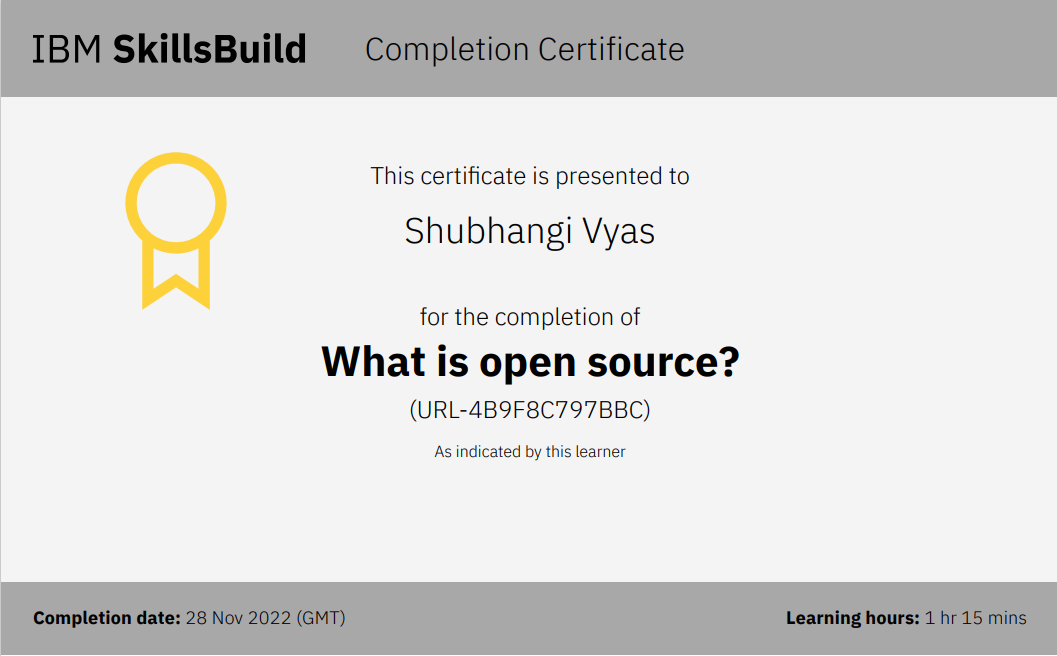 IBM SkillsBuild Completion Certificate
This certificate is presented to
Shubhangi Vyas
for the completion of
What is open source?
(URL-4B9F8C797BBC)
As indicated by this learner
Completion date: 28 Nov 2022 (GMT) Learning hours: 1 hr 15 mins